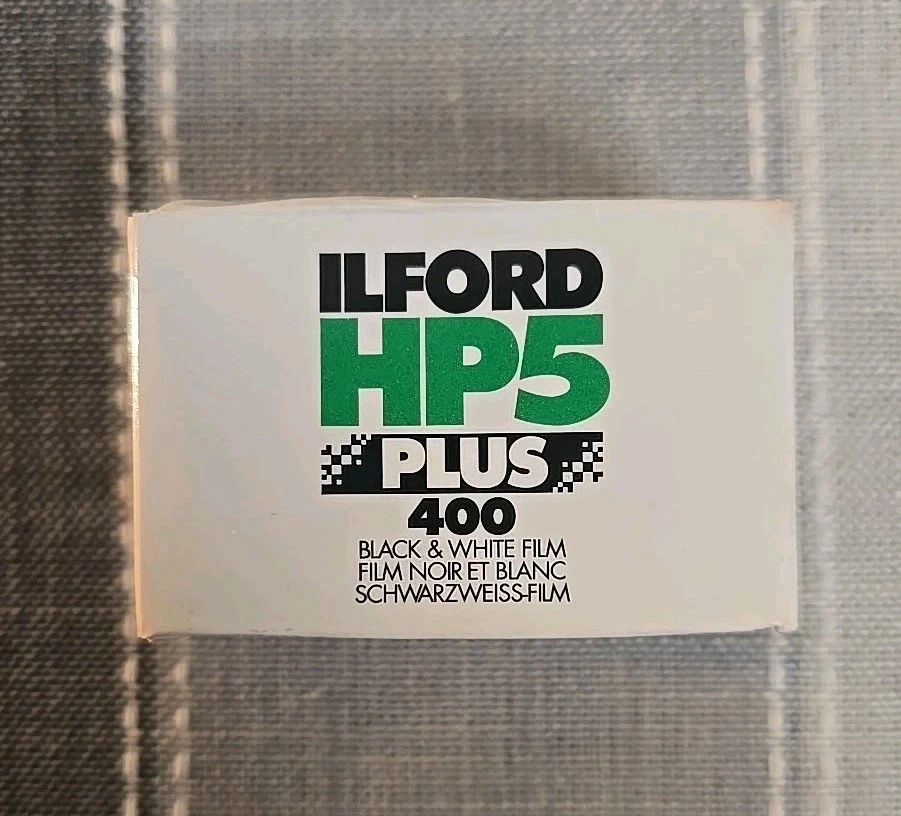 ILFORD
HP5
PLUS
400
BLACK & WHITE FILM
FILM NOIR ET BLANC
SCHWARZWEISS-FILM